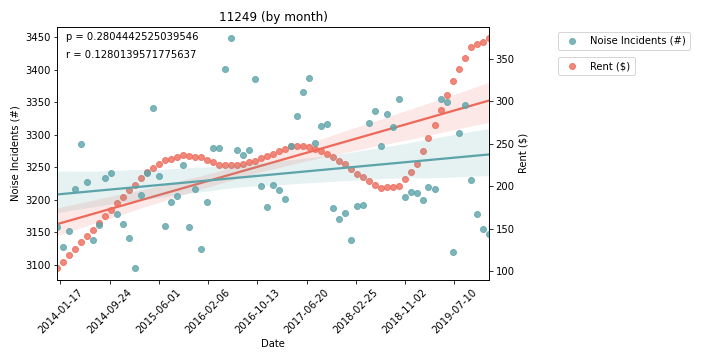 11249 (by month)
p = 0.2804442525039546
r = 0.1280139571775637
Noise Incidents (#)
Rent ($)
3450
3400
3350
3300
3250
3200
3150
3100
Noise Incidents (#)
350
300
250
200
150
100
Rent ($)
2014-01-17
2014-09-24
2015-06-01
2016-02-06
2016-10-13
2017-06-20
2018-02-25
2018-11-02
2019-07-10
Date